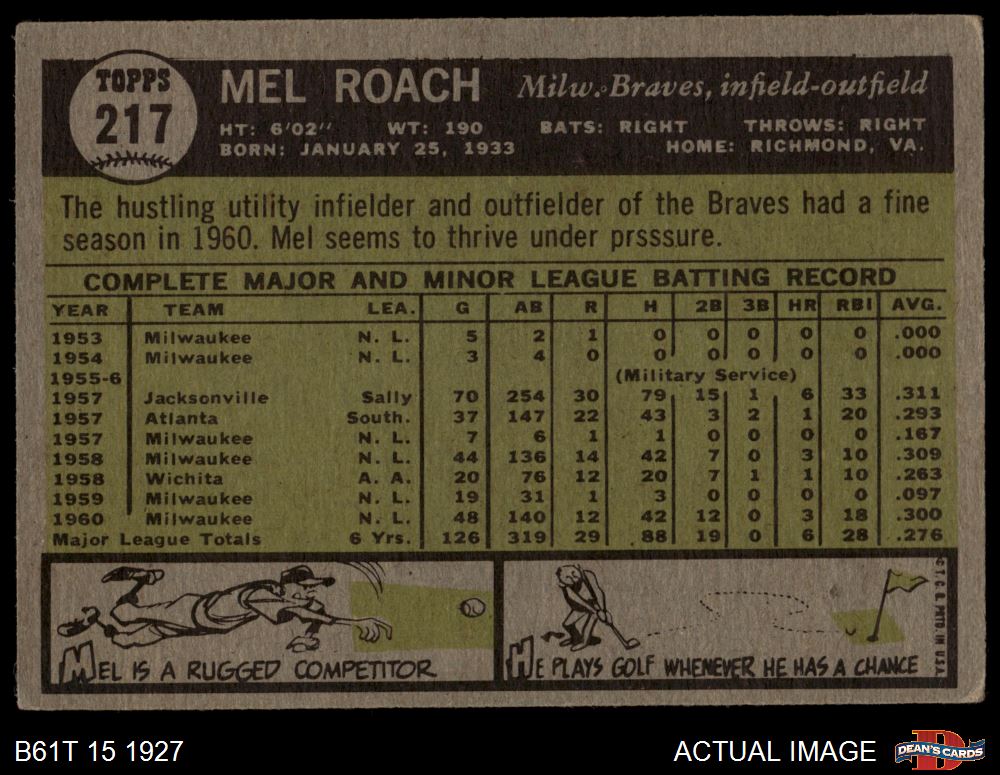 TOPPS
217
MEL ROACH Milw. Braves, infield-outfield
HT: 6'02" WT: 190 BATS: RIGHT THROWS: RIGHT
BORN: JANUARY 25, 1933 HOME: RICHMOND, VA.
The hustling utility infielder and outfielder of the Braves had a fine
season in 1960. Mel seems to thrive under prsssure.
COMPLETE MAJOR AND MINOR LEAGUE BATTING RECORD
YEAR TEAM LEA. G AB R H 2B 3B HR RBI AVG.
1953 Milwaukee N. L. 5 2 1 0 0 0 0 0 .000
1954 Milwaukee N. L. 3 4 0 0 0 0 0 0 .000
1955-6 (Military Service)
1957 Jacksonville Sally 70 254 30 79 15 1 6 33 .311
1957 Atlanta South. 37 147 22 43 3 2 1 20 .293
1957 Milwaukee N. L. 7 6 1 1 0 0 0 0 .167
1958 Milwaukee N. L. 44 136 14 42 7 0 3 10 .309
1958 Wichita A. A. 20 76 12 20 7 1 1 10 .263
1959 Milwaukee N. L. 19 31 1 3 0 0 0 0 .097
1960 Milwaukee N. L. 48 140 12 42 12 0 3 18 .300
Major League Totals 6 Yrs. 126 319 29 88 19 0 6 28 .276
MEL IS A RUGGED COMPETITOR
HE PLAYS GOLF WHENEVER HE HAS A CHANCE
© T. C. G. PRTD. IN U.S.A.
B61T 15 1927
ACTUAL IMAGE
D
DEAN'S CARDS